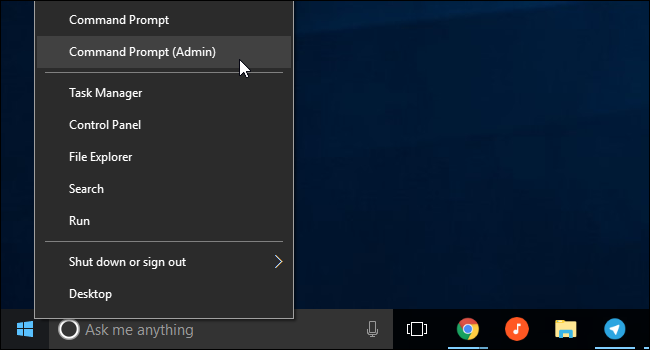 Command Prompt
Command Prompt (Admin)
Task Manager
Control Panel
File Explorer
Search
Run
Shut down or sign out
Desktop
Ask me anything